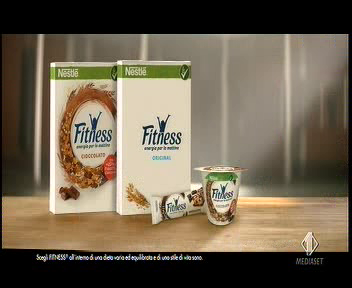 Nestlé
Fitness
energia per la mattina
CIOCCOLATO
Nestlé
Fitness
energia per la mattina
ORIGINAL
Fitness
Fitness
Scegli FITNESS® all'interno di una dieta varia ed equilibrata e di uno stile di vita sano.
MEDIASET